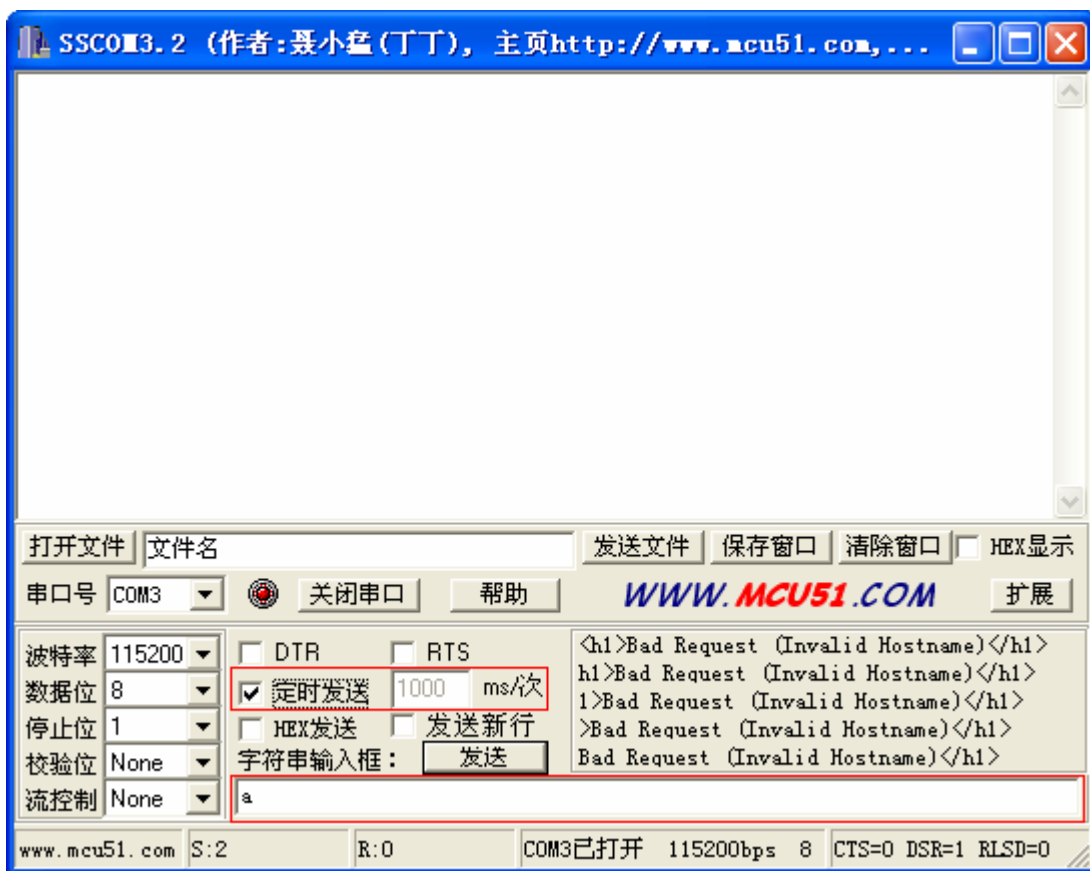 SSCOM3.2 (作者:聂小猛(丁丁), 主页http://www.mcu51.com,...
打开文件 文件名 发送文件 保存窗口 清除窗口 HEX显示
串口号 COM3 关闭串口 帮助 WWW.MCU51.COM 扩展
波特率 115200 DTR RTS
数据位 8 定时发送 1000 ms/次
停止位 1 HEX发送 发送新行
校验位 None 字符串输入框: 发送
流控制 None a
<h1>Bad Request (Invalid Hostname)</h1>
h1>Bad Request (Invalid Hostname)</h1>
1>Bad Request (Invalid Hostname)</h1>
>Bad Request (Invalid Hostname)</h1>
Bad Request (Invalid Hostname)</h1>
www.mcu51.com S:2 R:0 COM3已打开 115200bps 8 CTS=0 DSR=1 RLSD=0